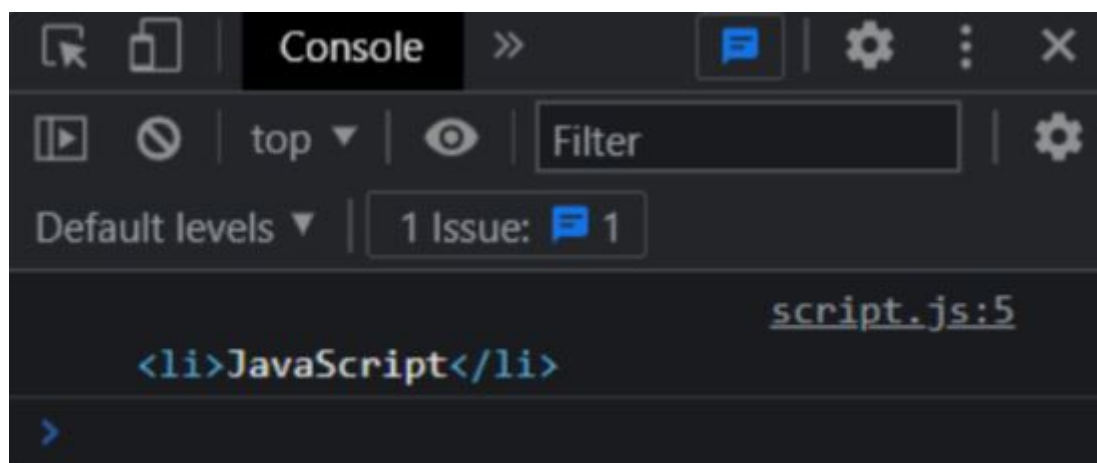 Console
top Filter
Default levels 1 Issue: 1
script.js:5
<li>JavaScript</li>
>